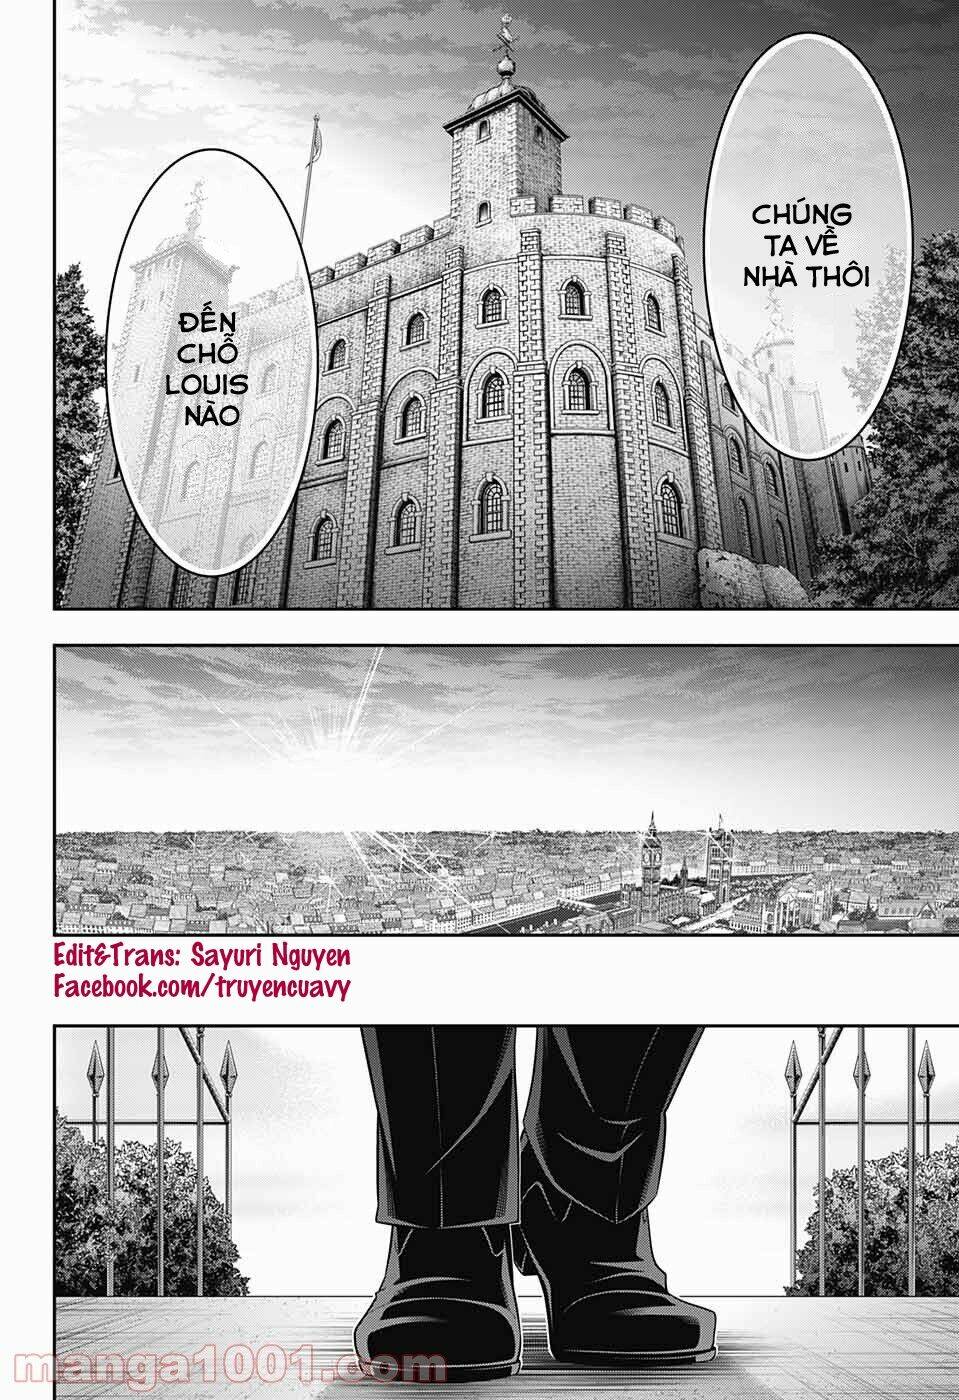 CHÚNG
TA VỀ
NHÀ THÔI
ĐẾN
CHỖ
LOUIS
NÀO
Edit&Trans: Sayuri Nguyen
Facebook.com/truyencuavy
manga1001.com